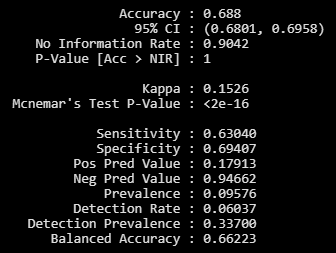 Accuracy : 0.688
95% CI : (0.6801, 0.6958)
No Information Rate : 0.9042
P-Value [Acc > NIR] : 1
Kappa : 0.1526
Mcnemar's Test P-Value : <2e-16
Sensitivity : 0.63040
Specificity : 0.69407
Pos Pred Value : 0.17913
Neg Pred Value : 0.94662
Prevalence : 0.09576
Detection Rate : 0.06037
Detection Prevalence : 0.33700
Balanced Accuracy : 0.66223